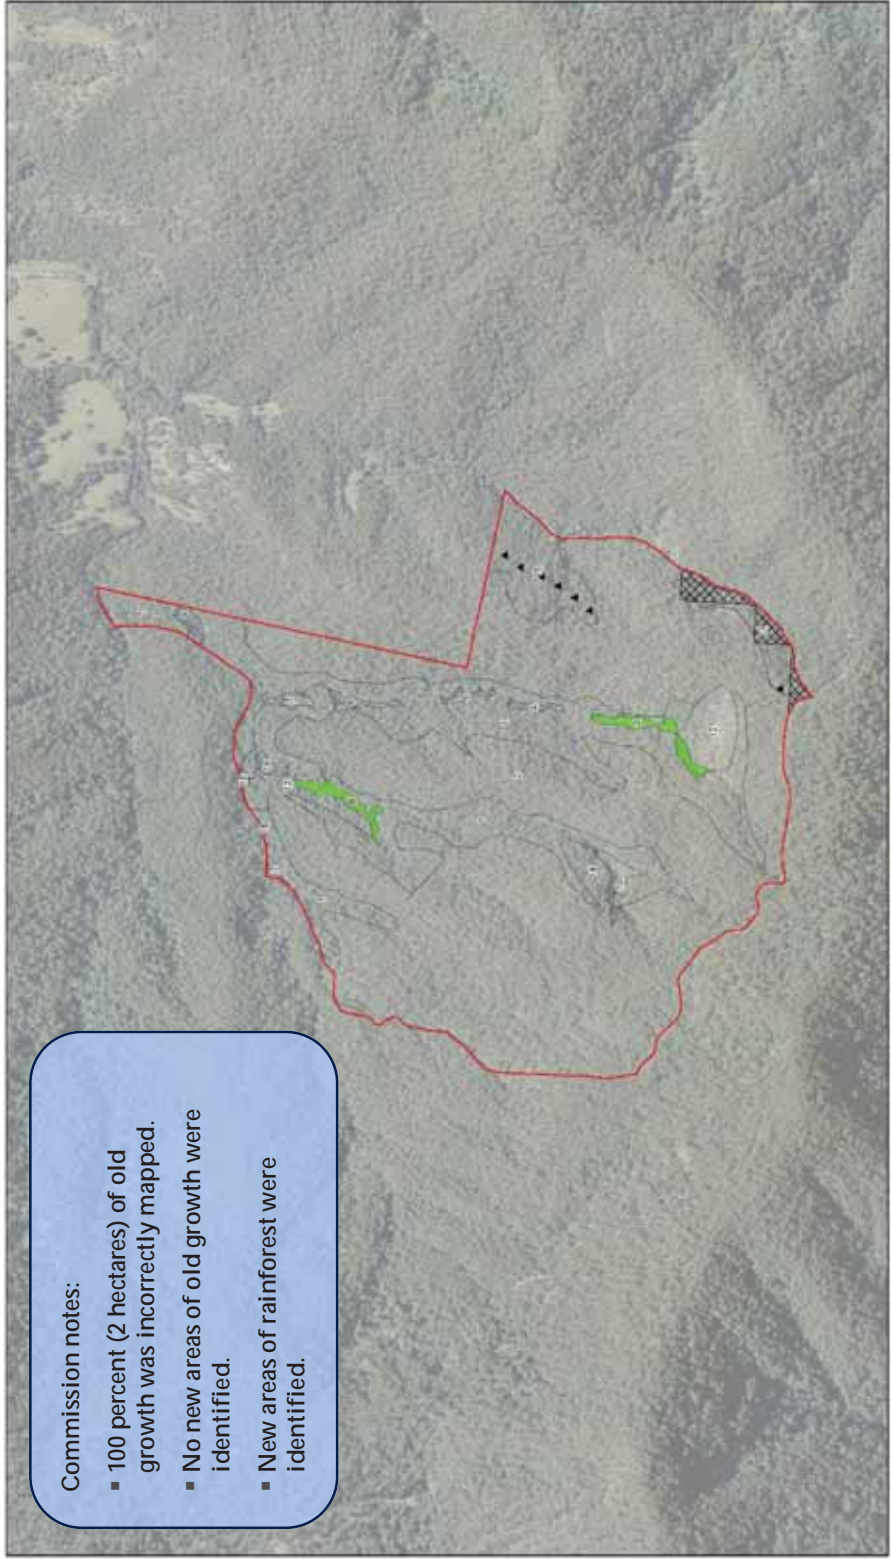 Commission notes:
▪ 100 percent (2 hectares) of old
growth was incorrectly mapped.
▪ No new areas of old growth were
identified.
▪ New areas of rainforest were
identified.